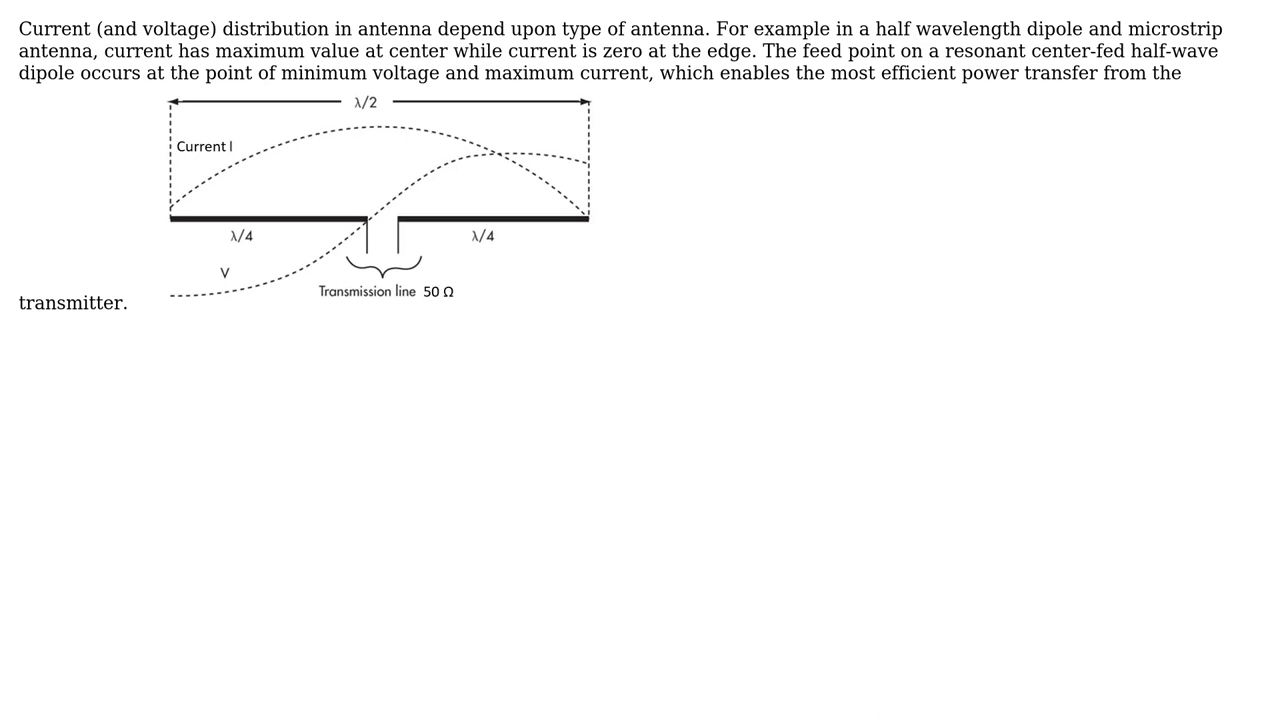 Current (and voltage) distribution in antenna depend upon type of antenna. For example in a half wavelength dipole and microstrip
antenna, current has maximum value at center while current is zero at the edge. The feed point on a resonant center-fed half-wave
dipole occurs at the point of minimum voltage and maximum current, which enables the most efficient power transfer from the
λ/2
Current I
λ/4
λ/4
V
Transmission line 50 Ω
transmitter.